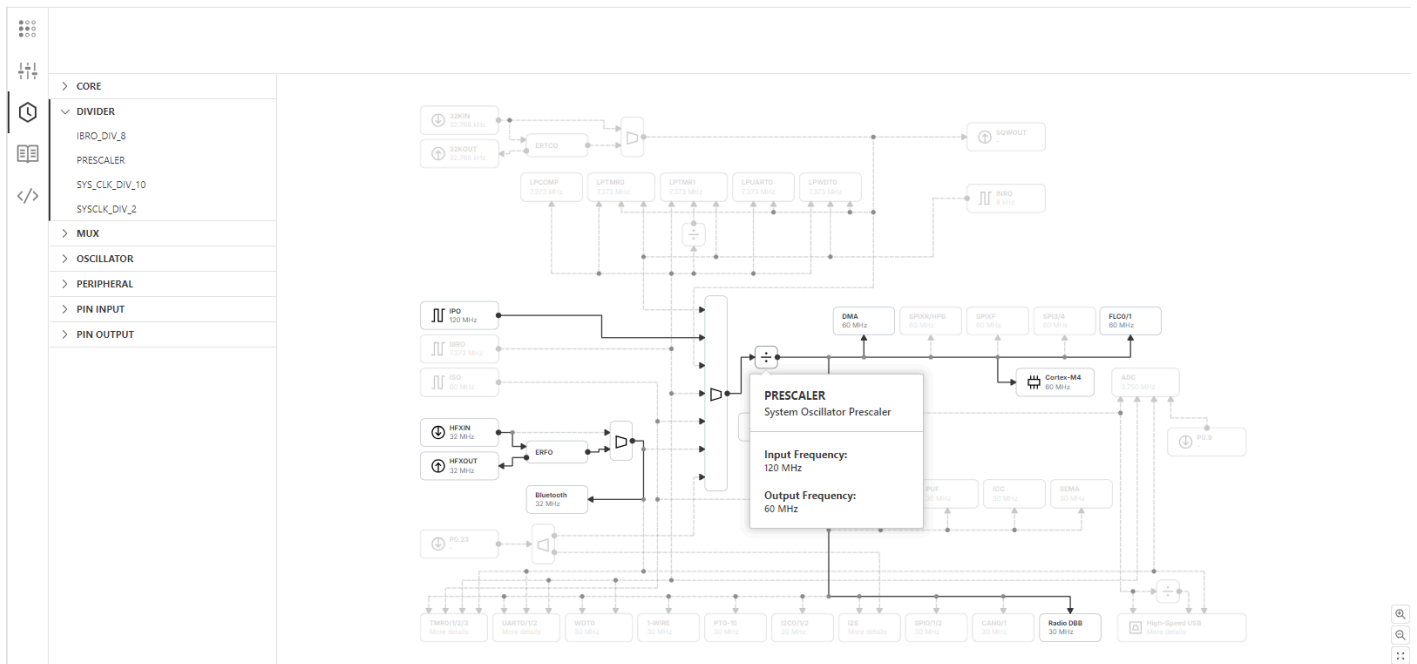 CORE
DIVIDER
IBRO_DIV_8
PRESCALER
SYS_CLK_DIV_10
SYSCLK_DIV_2
MUX
OSCILLATOR
PERIPHERAL
PIN INPUT
PIN OUTPUT
32KIN
32.768 kHz
32KOUT
32.768 kHz
ERTCO
SQWOUT
-
LPCOMP
7.373 MHz
LPTMR0
7.373 MHz
LPTMR1
7.373 MHz
LPUART0
7.373 MHz
LPWDT0
7.373 MHz
INRO
8 kHz
IPO
120 MHz
IBRO
7.373 MHz
ISO
60 MHz
DMA
60 MHz
SPIXR/HPB
60 MHz
SPIXF
60 MHz
SPI3/4
60 MHz
FLC0/1
60 MHz
Cortex-M4
60 MHz
ADC
3.750 MHz
P0.9
-
PRESCALER
System Oscillator Prescaler
Input Frequency:
120 MHz
Output Frequency:
60 MHz
HFXIN
32 MHz
HFXOUT
32 MHz
ERFO
Bluetooth
32 MHz
PUF
30 MHz
ICC
30 MHz
SEMA
30 MHz
P0.23
-
TMR0/1/2/3
More details
UART0/1/2
More details
WDT0
30 MHz
1-WIRE
30 MHz
PT0-15
30 MHz
I2C0/1/2
30 MHz
I2S
More details
SPI0/1/2
30 MHz
CAN0/1
30 MHz
Radio DBB
30 MHz
High-Speed USB
More details